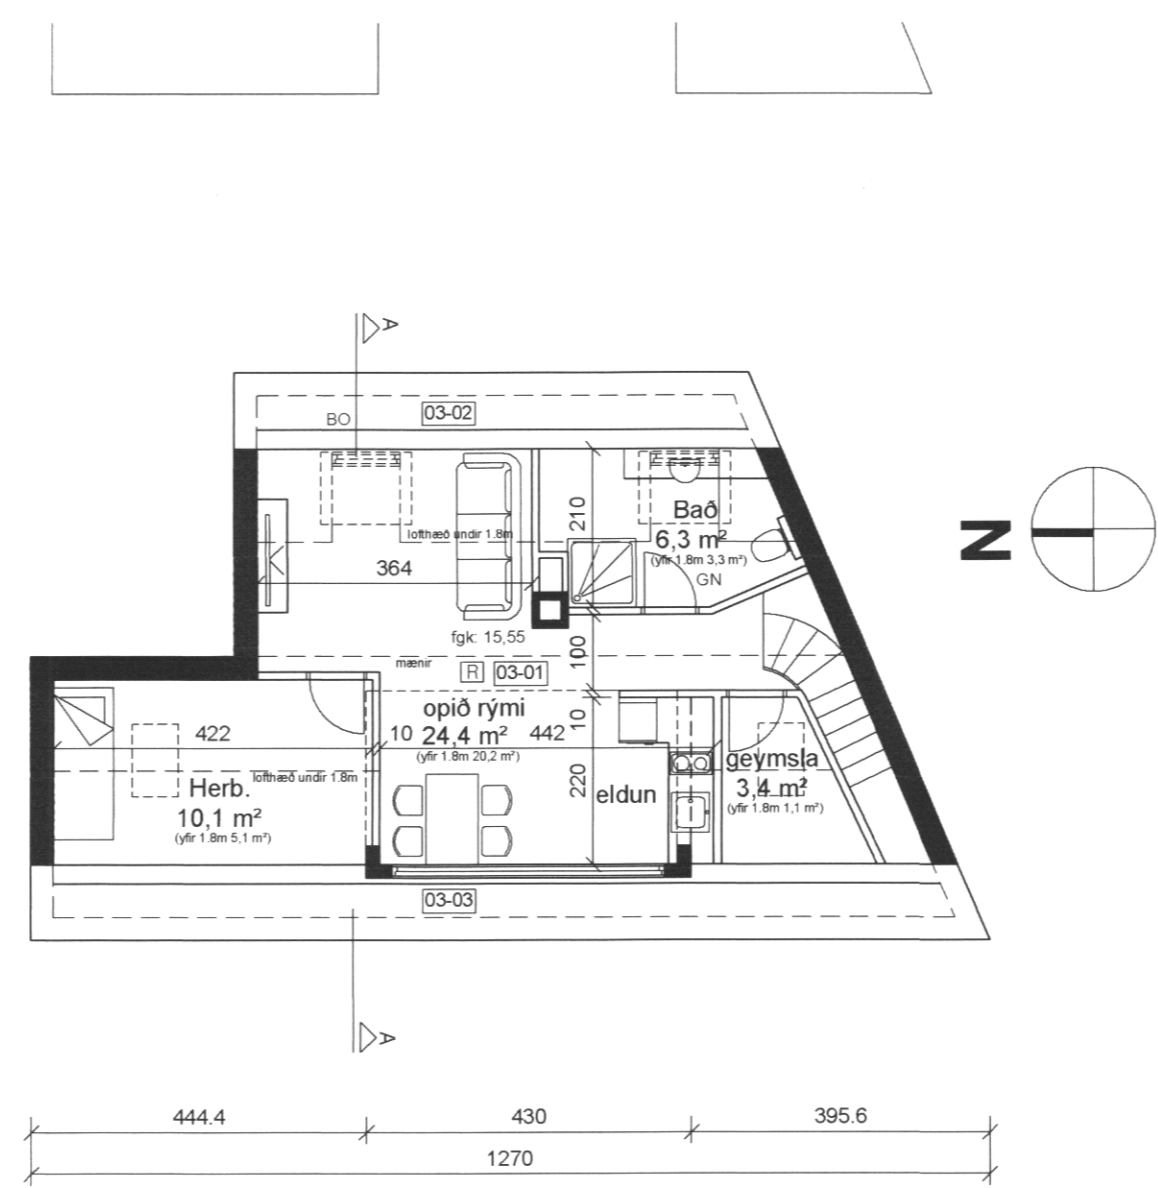 A
BO
03-02
210
Bað
6,3 m²
(yfir 1.8m 3,3 m²)
GN
lofthæð undir 1.8m
364
N
fgk: 15,55
100
mænir
R
03-01
opið rými
24,4 m²
(yfir 1.8m 20,2 m²)
422
10
442
10
220
geymsla
3,4 m²
(yfir 1.8m 1,1 m²)
lofthæð undir 1.8m
Herb.
10,1 m²
(yfir 1.8m 5,1 m²)
eldun
03-03
A
444.4
430
395.6
1270